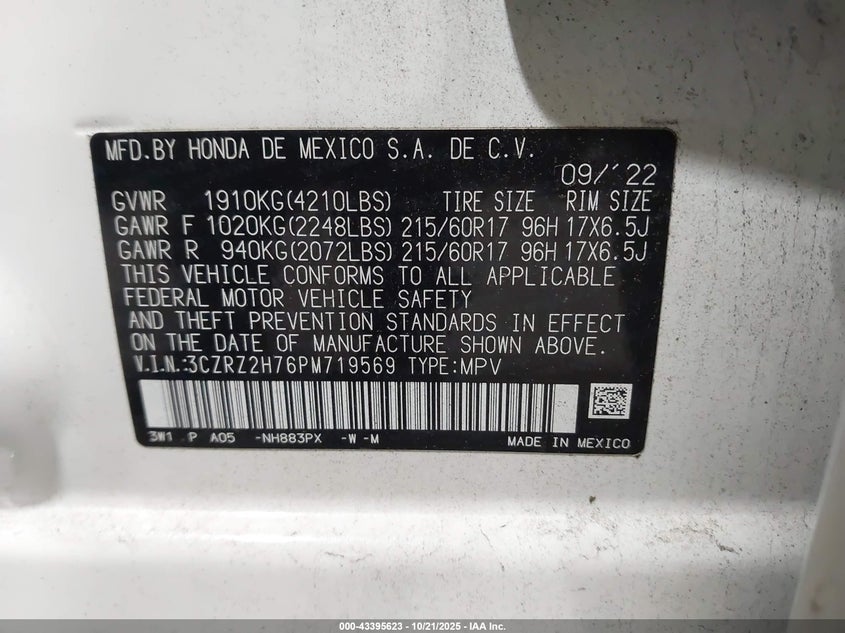 MFD.BY HONDA DE MEXICO S.A. DE C.V.
09/'22
GVWR 1910KG(4210LBS) TIRE SIZE RIM SIZE
GAWR F 1020KG(2248LBS) 215/60R17 96H 17X6.5J
GAWR R 940KG(2072LBS) 215/60R17 96H 17X6.5J
THIS VEHICLE CONFORMS TO ALL APPLICABLE
FEDERAL MOTOR VEHICLE SAFETY
AND THEFT PREVENTION STANDARDS IN EFFECT
ON THE DATE OF MANUFACTURE SHOWN ABOVE.
V.I.N.:3CZRZ2H76PM719569 TYPE:MPV
3W1 P A05 -NH883PX -W-M MADE IN MEXICO
000-43395623 - 10/21/2025 - IAA Inc.